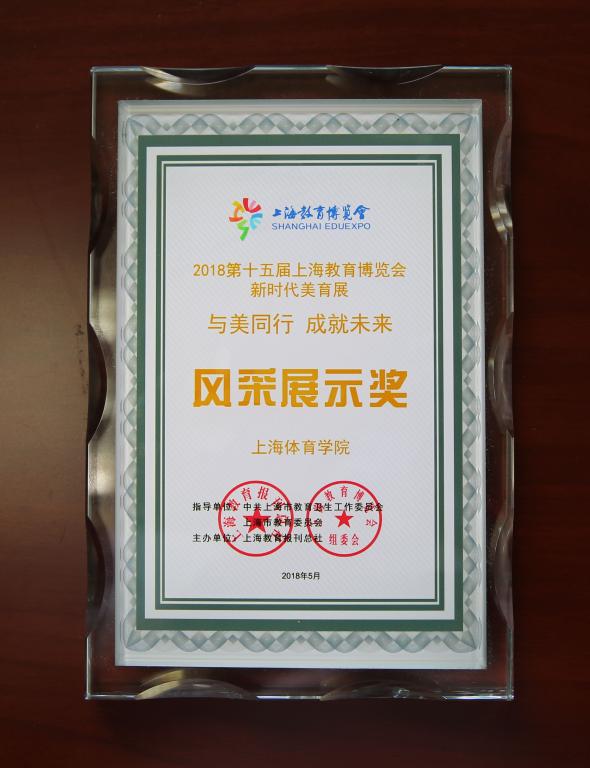 上海教育博览會
SHANGHAI EDUEXPO
2018第十五届上海教育博览会
新时代美育展
与美同行 成就未来
风采展示奖
上海体育学院
指导单位：中共上海市教育卫生工作委员会
上海市教育委员会
主办单位：上海教育报刊总社
2018年5月
组委会